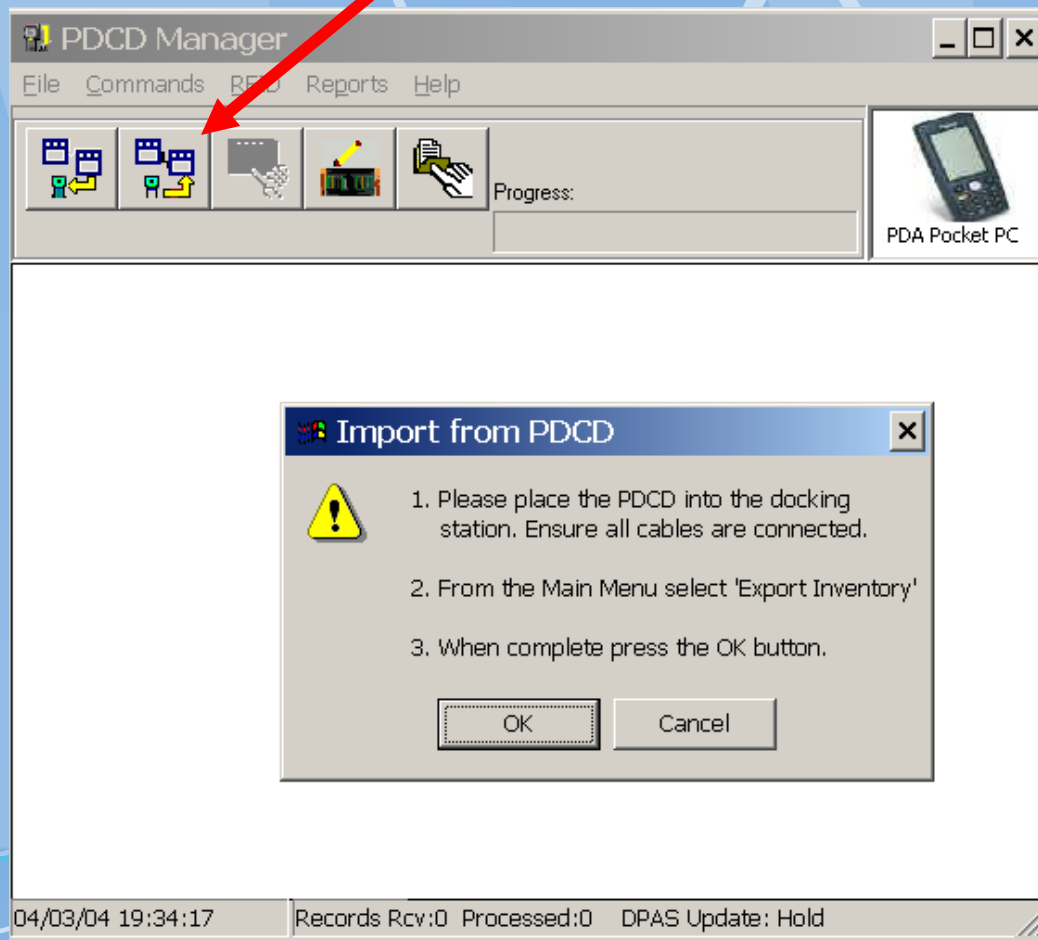 PDCD Manager
File Commands RFID Reports Help
Progress:
PDA Pocket PC
Import from PDCD
1. Please place the PDCD into the docking
station. Ensure all cables are connected.
2. From the Main Menu select 'Export Inventory'
3. When complete press the OK button.
OK Cancel
04/03/04 19:34:17 Records Rcv:0 Processed:0 DPAS Update: Hold